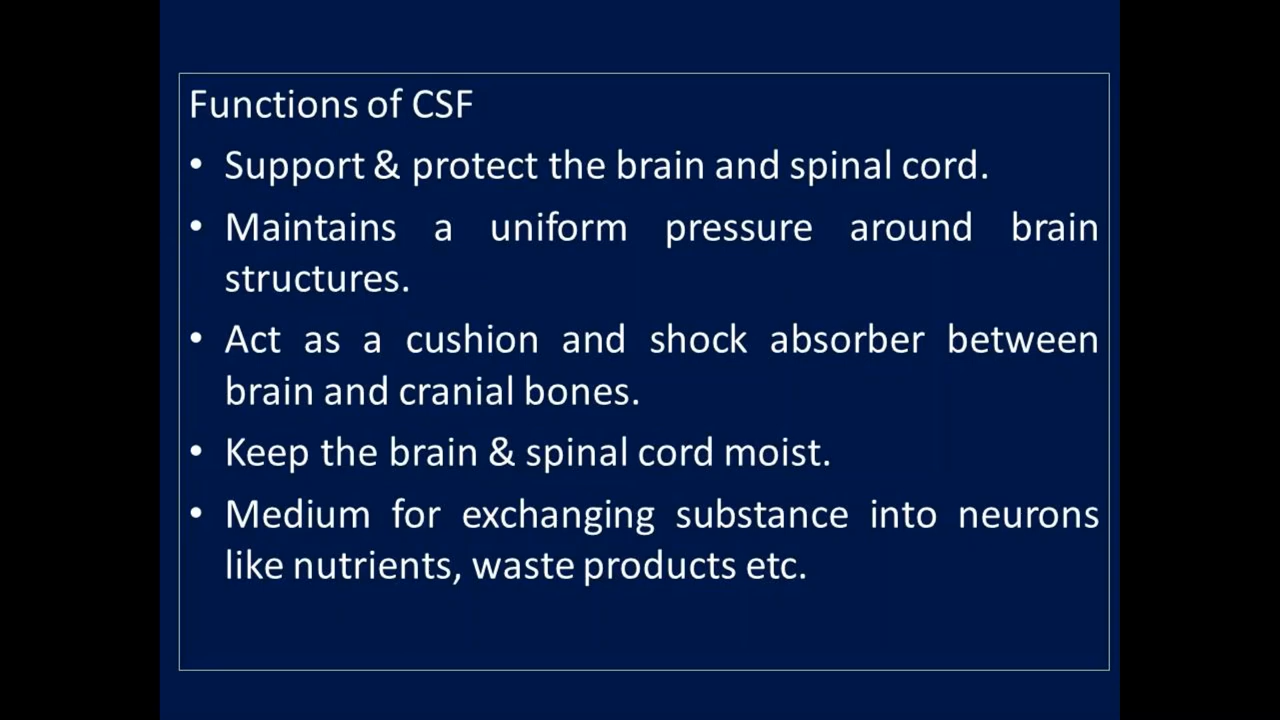 Functions of CSF
• Support & protect the brain and spinal cord.
• Maintains a uniform pressure around brain
structures.
• Act as a cushion and shock absorber between
brain and cranial bones.
• Keep the brain & spinal cord moist.
• Medium for exchanging substance into neurons
like nutrients, waste products etc.